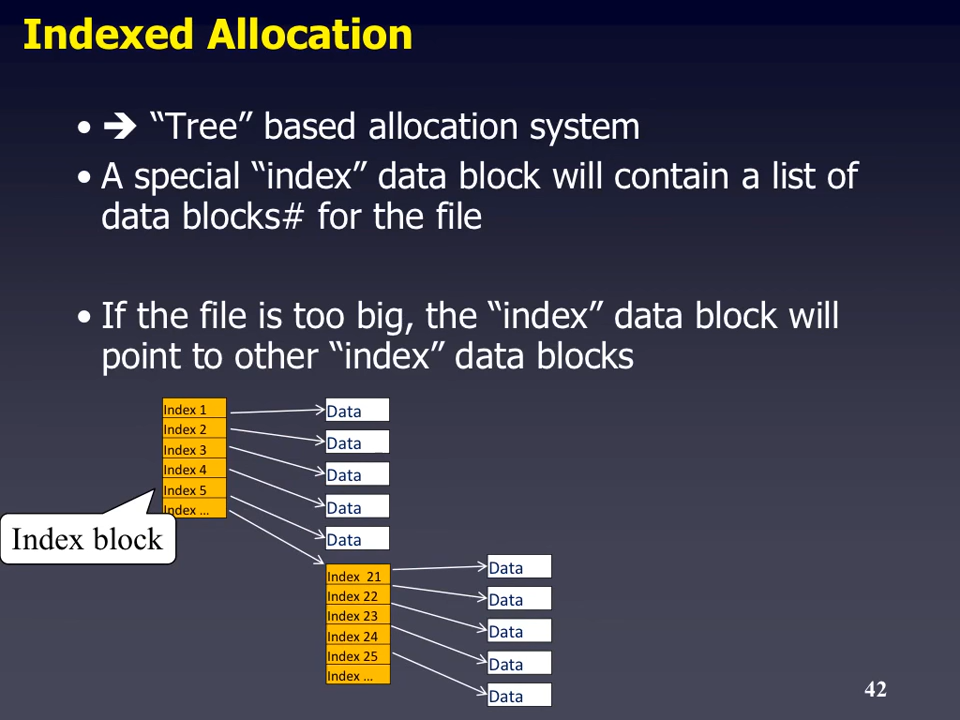 Indexed Allocation
• ➔ “Tree” based allocation system
• A special “index” data block will contain a list of
data blocks# for the file
• If the file is too big, the “index” data block will
point to other “index” data blocks
Index 1
Index 2
Index 3
Index 4
Index 5
Index ...
Data
Data
Data
Data
Data
Index block
Index 21
Index 22
Index 23
Index 24
Index 25
Index ...
Data
Data
Data
Data
Data
42